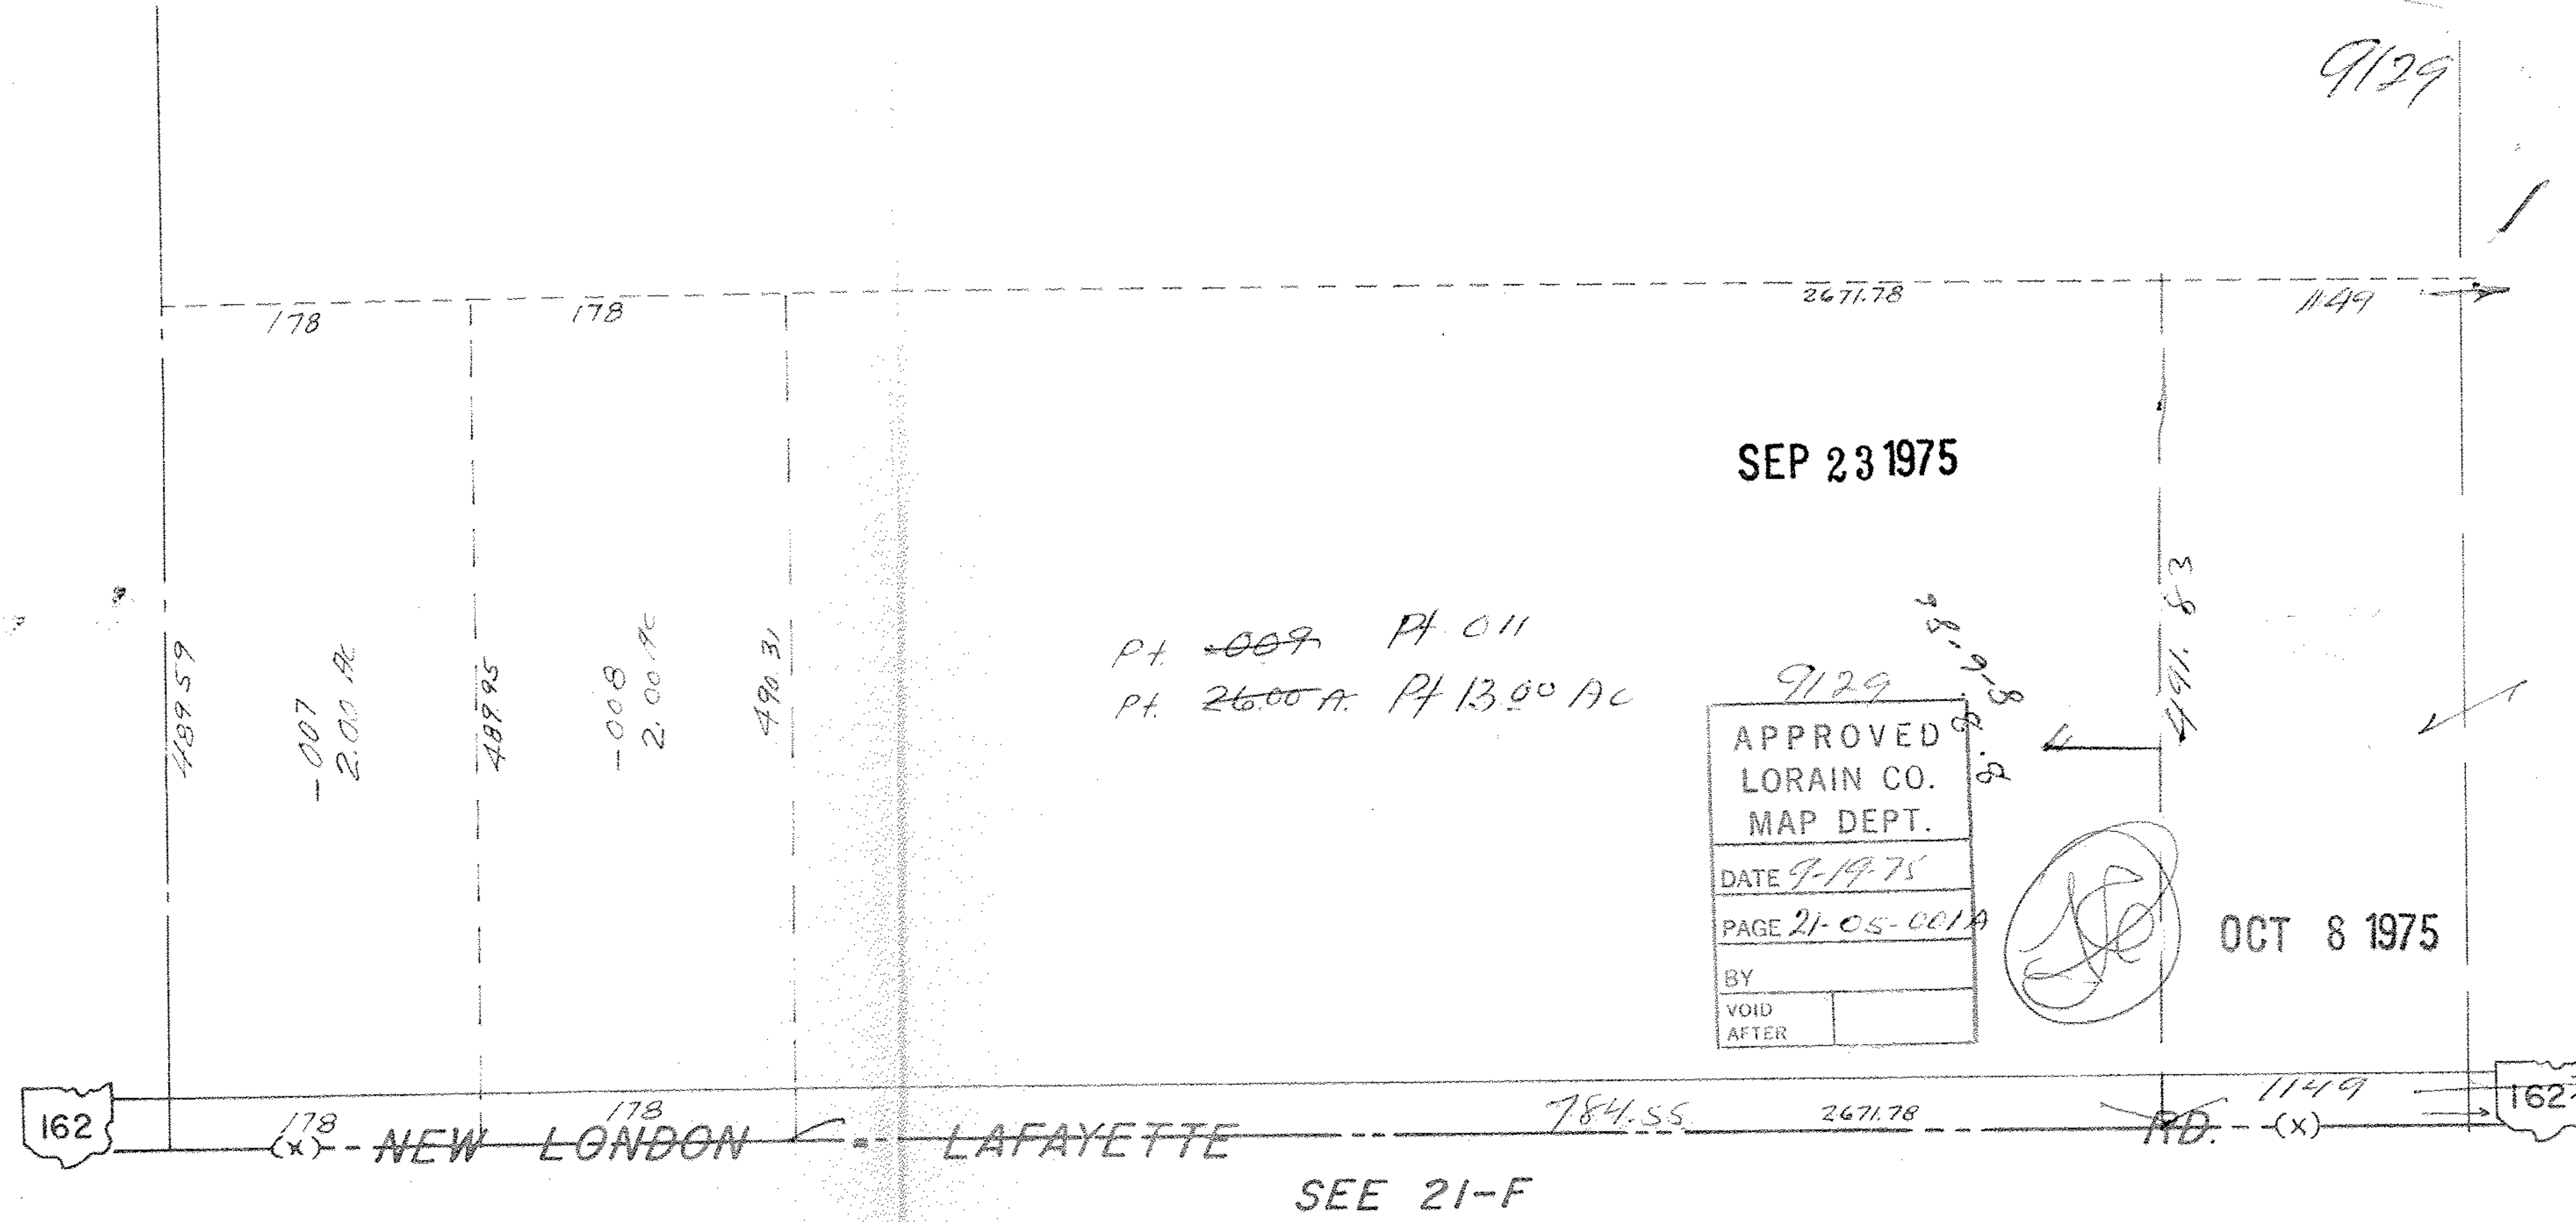 9129
178
178
2671.78
1149
SEP 23 1975
489.59
-007
2.00 Ac
489.95
-008
2.00 Ac
490.31
Pt. -009 Pt. 011
Pt. 26.00 A. Pt 13.00 Ac
491.83
9129
APPROVED
LORAIN CO.
MAP DEPT.
DATE 9-19-75
PAGE 21-05-001A
BY
VOID
AFTER
OCT 8 1975
162
178
178
784.55
2671.78
1149
162
(x) NEW LONDON - LAFAYETTE RD. (x)
SEE 21-F